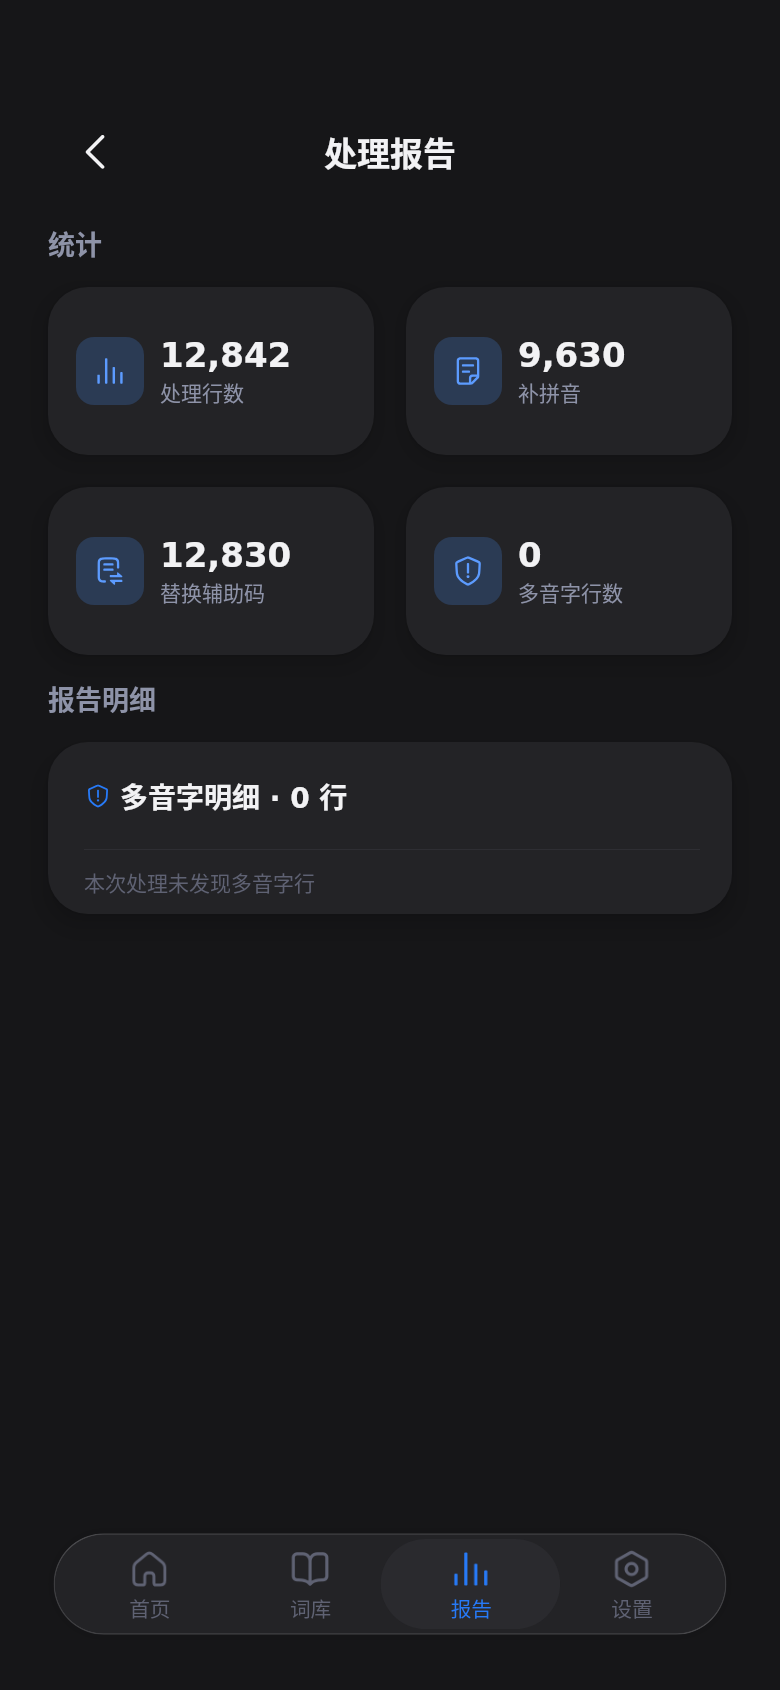 处理报告
统计
12,842
处理行数
9,630
补拼音
12,830
替换辅助码
0
多音字行数
报告明细
多音字明细 · 0 行
本次处理未发现多音字行
首页
词库
报告
设置